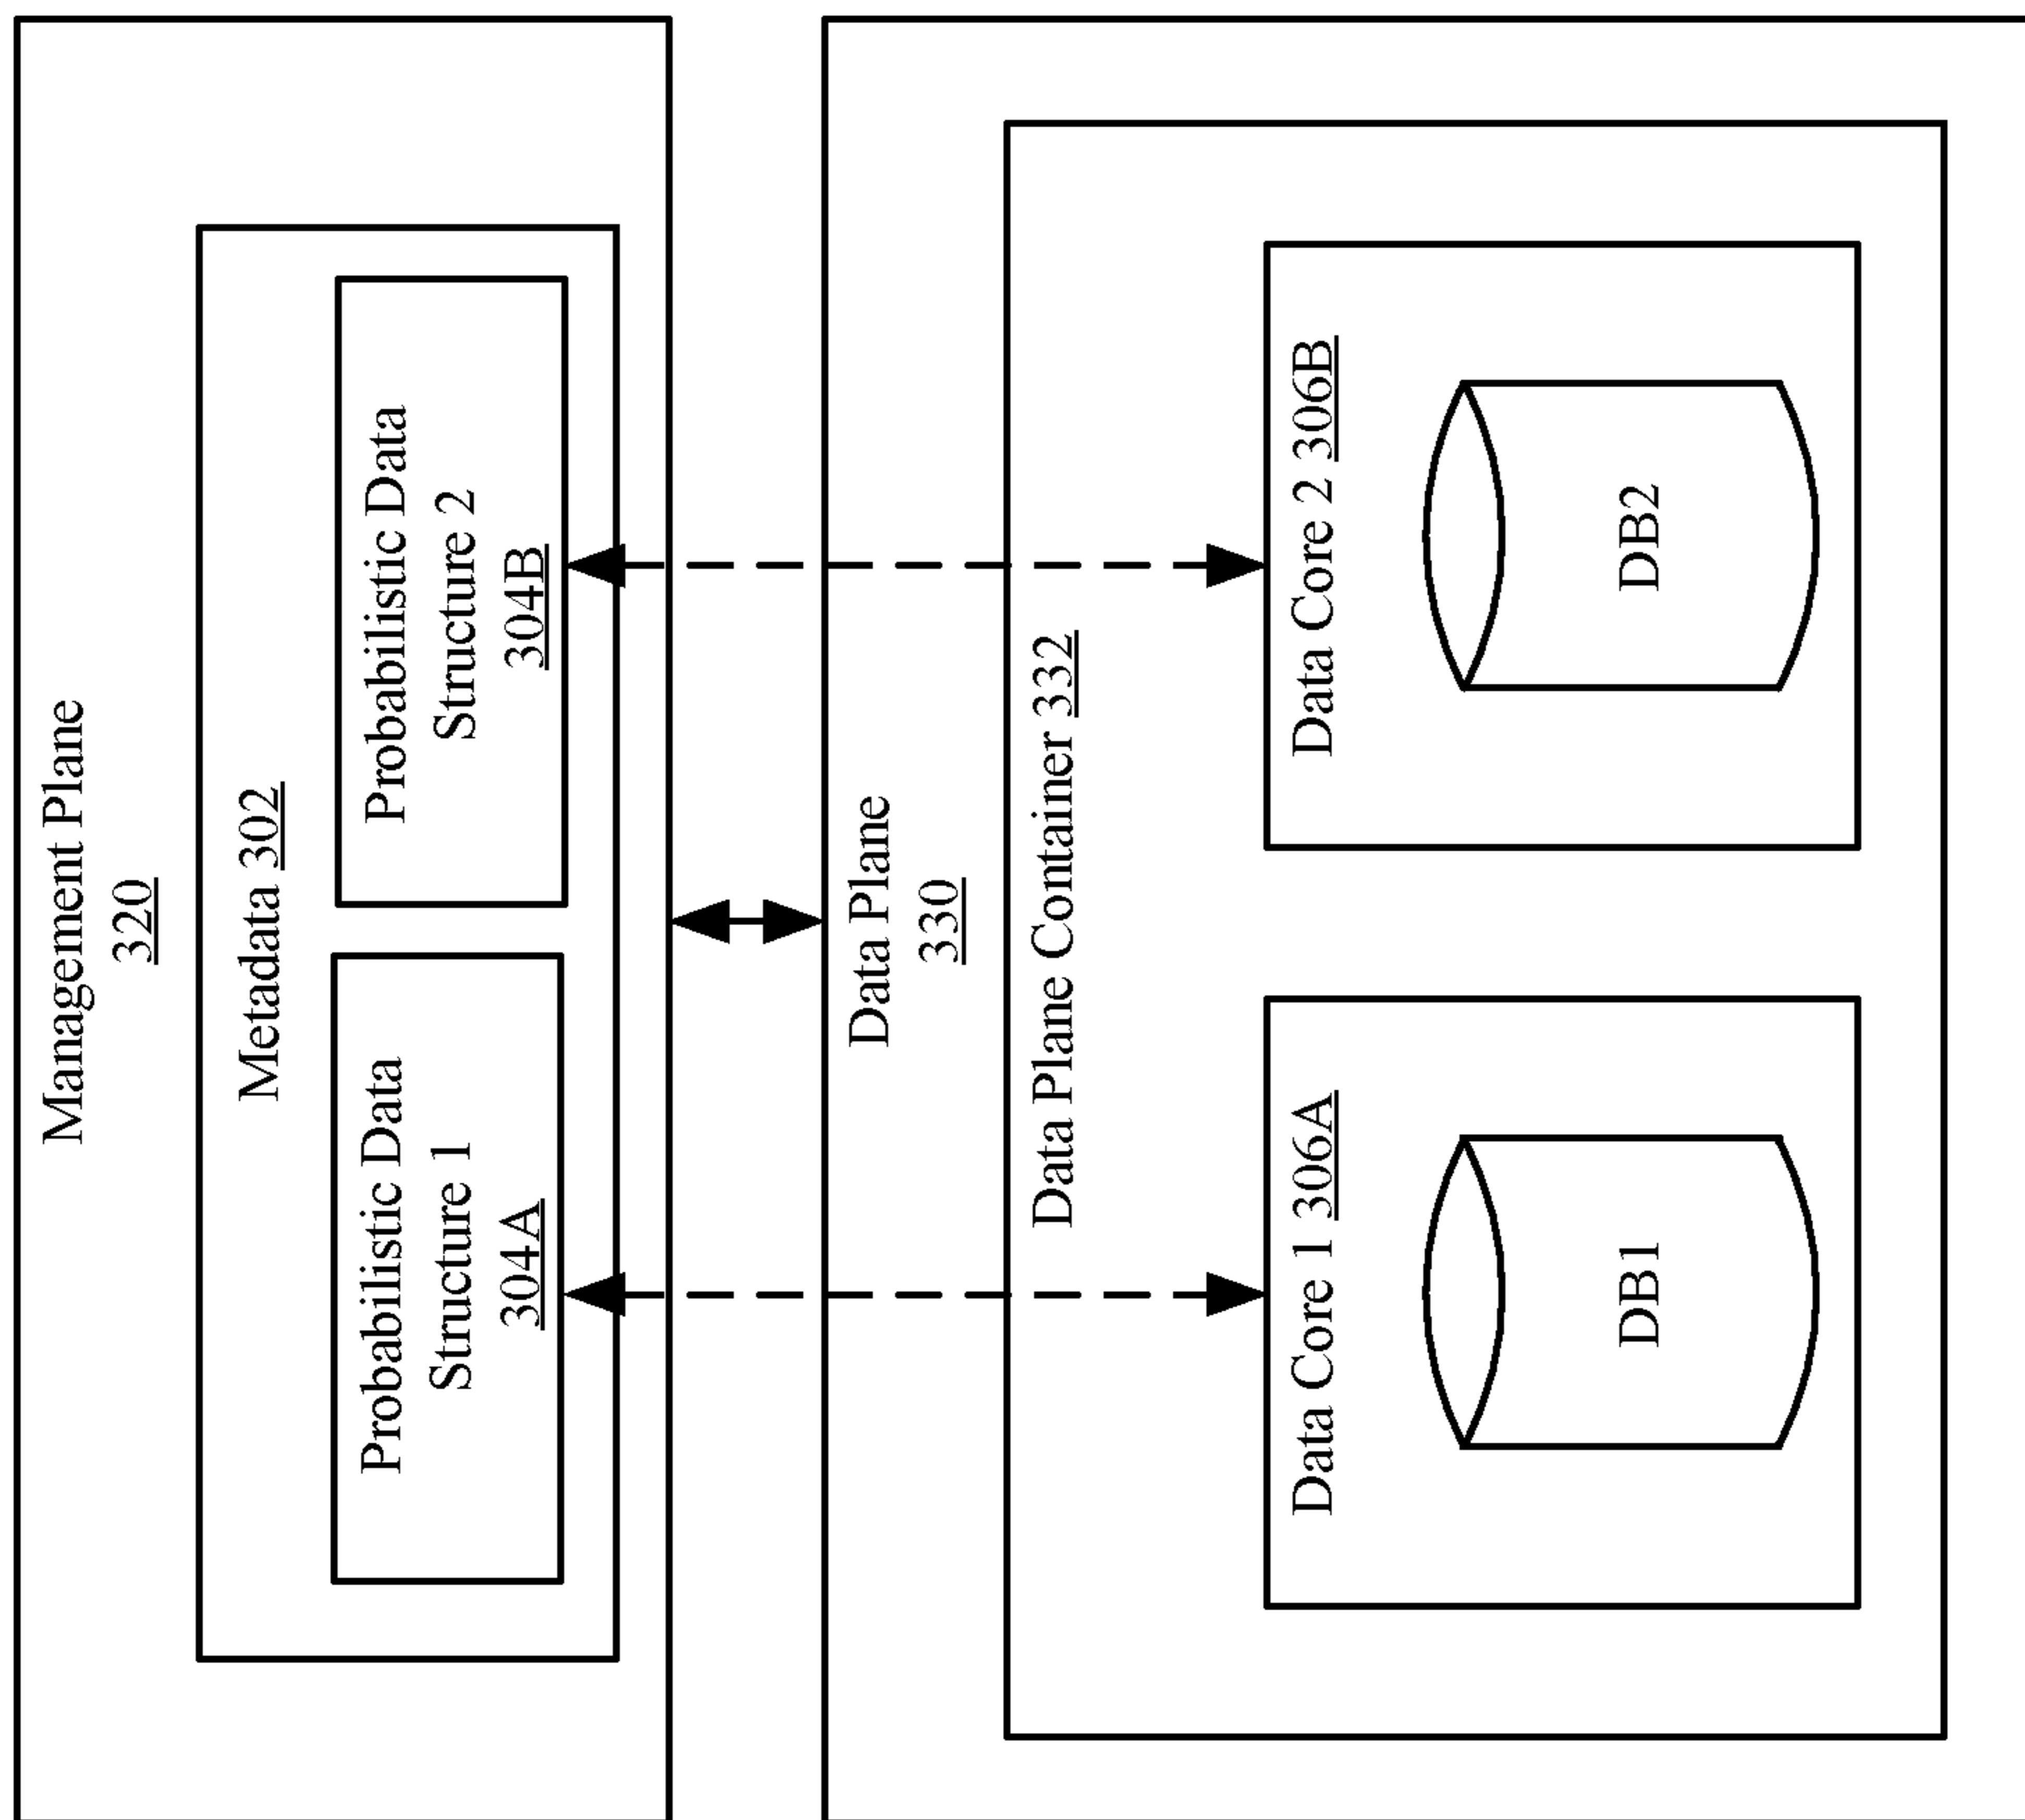 Management Plane
320
Metadata 302
Probabilistic Data
Structure 1
304A
Probabilistic Data
Structure 2
304B
Data Plane
330
Data Plane Container 332
Data Core 1 306A
DB1
Data Core 2 306B
DB2